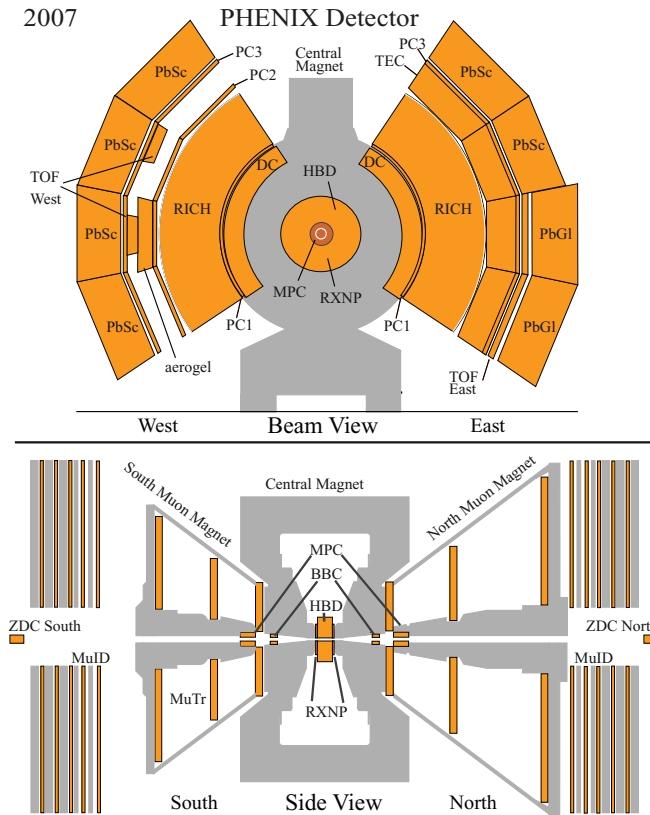 2007 PHENIX Detector
PC3
PbSc
PC2
PbSc
TOF
West
PbSc
PbSc
RICH
DC
PC1
aerogel
Central
Magnet
HBD
MPC
RXNP
PC3
TEC
PbSc
PbSc
DC
RICH
PbGl
PbGl
PC1
TOF
East
West Beam View East
South Muon Magnet
Central Magnet
North Muon Magnet
MPC
BBC
HBD
ZDC South
ZDC Nort
MuID
MuID
MuTr
RXNP
South Side View North